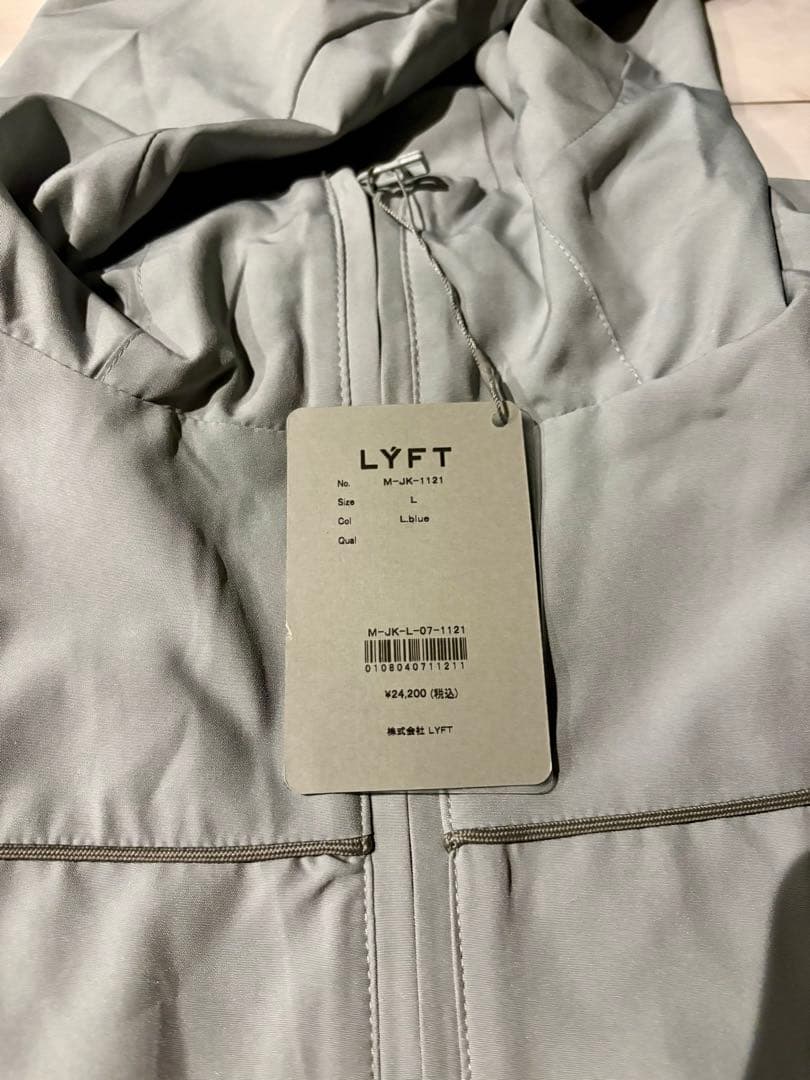 LÝFT
No. M-JK-1121
Size L
Col L.blue
Qual
M-JK-L-07-1121
0108040711211
¥24,200 (税込)
株式会社 LYFT